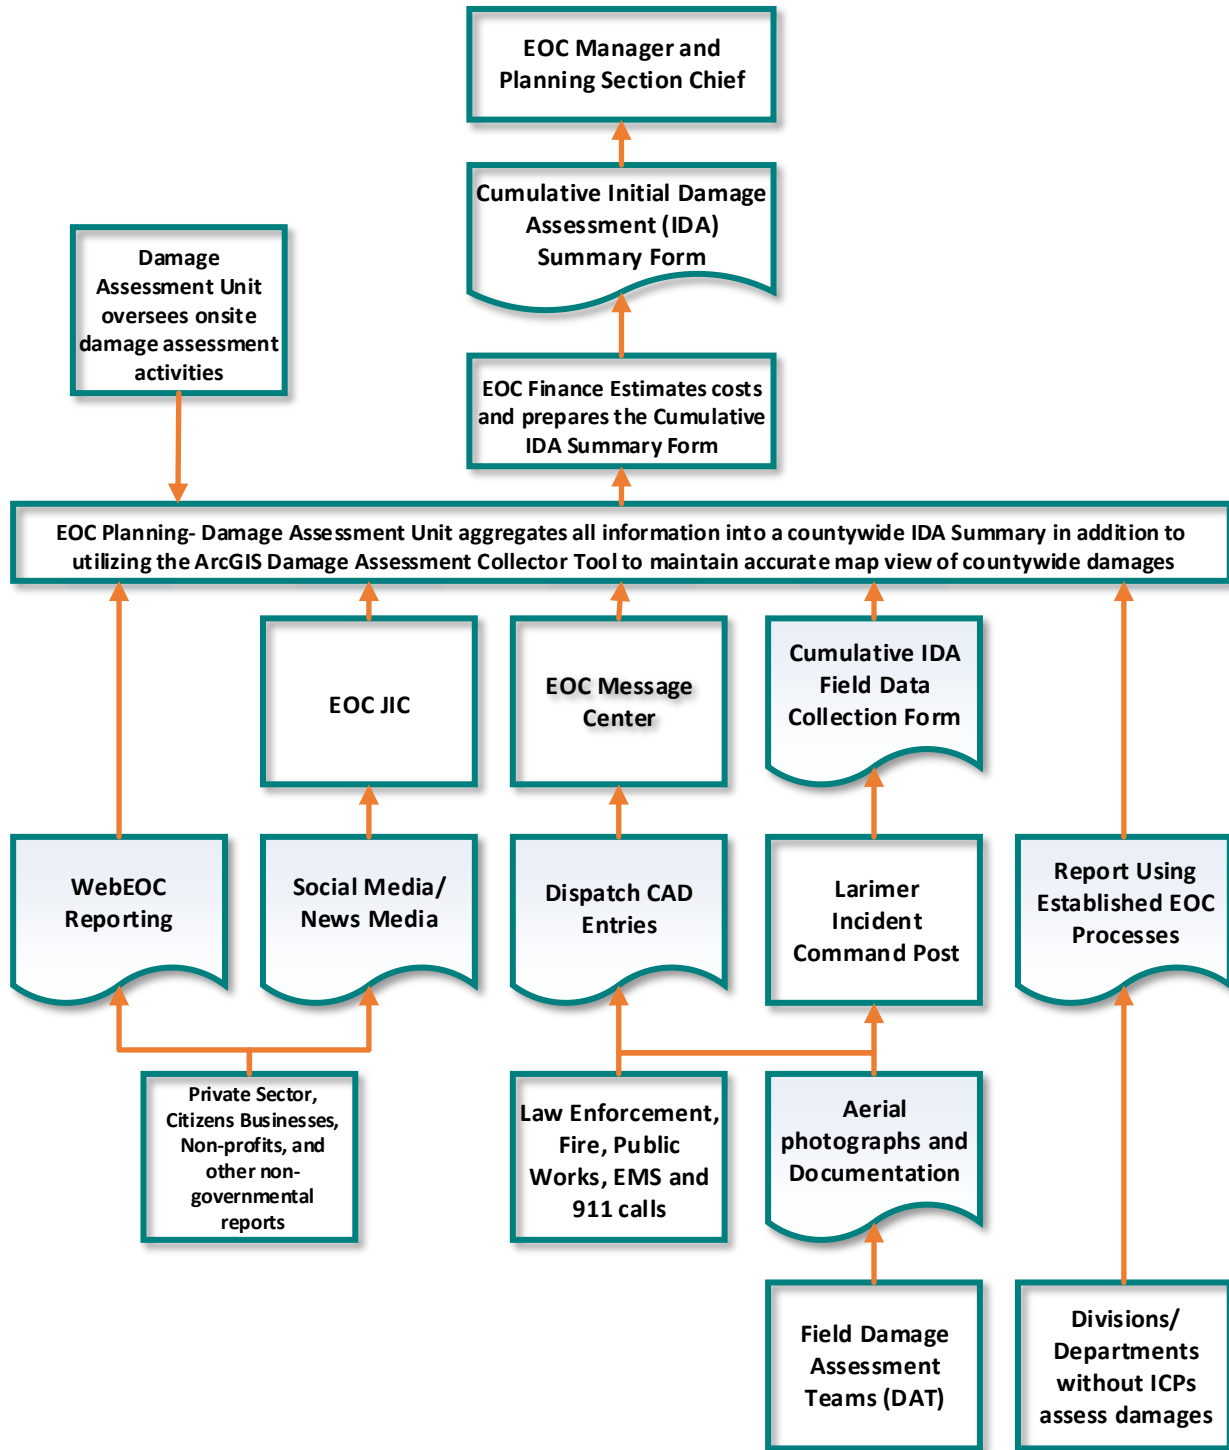 EOC Manager and
Planning Section Chief
Cumulative Initial Damage
Assessment (IDA)
Summary Form
Damage
Assessment Unit
oversees onsite
damage assessment
activities
EOC Finance Estimates costs
and prepares the Cumulative
IDA Summary Form
EOC Planning- Damage Assessment Unit aggregates all information into a countywide IDA Summary in addition to
utilizing the ArcGIS Damage Assessment Collector Tool to maintain accurate map view of countywide damages
EOC JIC
EOC Message
Center
Cumulative IDA
Field Data
Collection Form
WebEOC
Reporting
Social Media/
News Media
Dispatch CAD
Entries
Larimer
Incident
Command Post
Report Using
Established EOC
Processes
Private Sector,
Citizens Businesses,
Non-profits, and
other non-
governmental
reports
Law Enforcement,
Fire, Public
Works, EMS and
911 calls
Aerial
photographs and
Documentation
Field Damage
Assessment
Teams (DAT)
Divisions/
Departments
without ICPs
assess damages